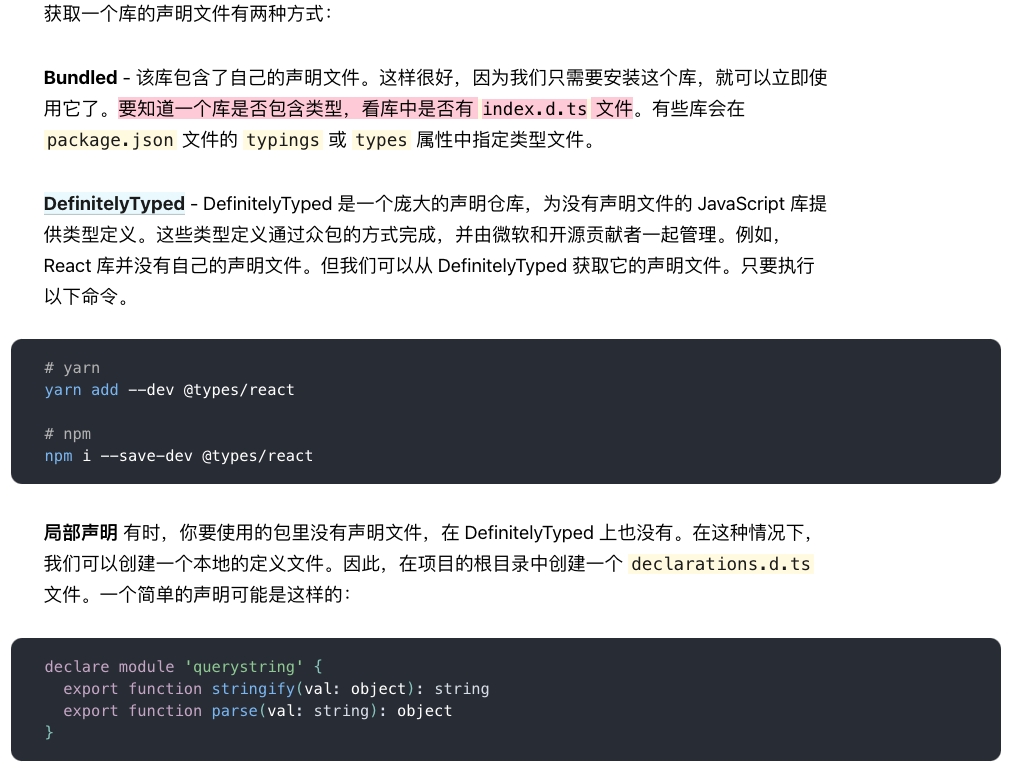 获取一个库的声明文件有两种方式：
Bundled - 该库包含了自己的声明文件。这样很好，因为我们只需要安装这个库，就可以立即使
用它了。要知道一个库是否包含类型，看库中是否有 index.d.ts 文件。有些库会在
package.json 文件的 typings 或 types 属性中指定类型文件。
DefinitelyTyped - DefinitelyTyped 是一个庞大的声明仓库，为没有声明文件的 JavaScript 库提
供类型定义。这些类型定义通过众包的方式完成，并由微软和开源贡献者一起管理。例如，
React 库并没有自己的声明文件。但我们可以从 DefinitelyTyped 获取它的声明文件。只要执行
以下命令。
# yarn
yarn add --dev @types/react
# npm
npm i --save-dev @types/react
局部声明 有时，你要使用的包里没有声明文件，在 DefinitelyTyped 上也没有。在这种情况下，
我们可以创建一个本地的定义文件。因此，在项目的根目录中创建一个 declarations.d.ts
文件。一个简单的声明可能是这样的：
declare module 'querystring' {
  export function stringify(val: object): string
  export function parse(val: string): object
}